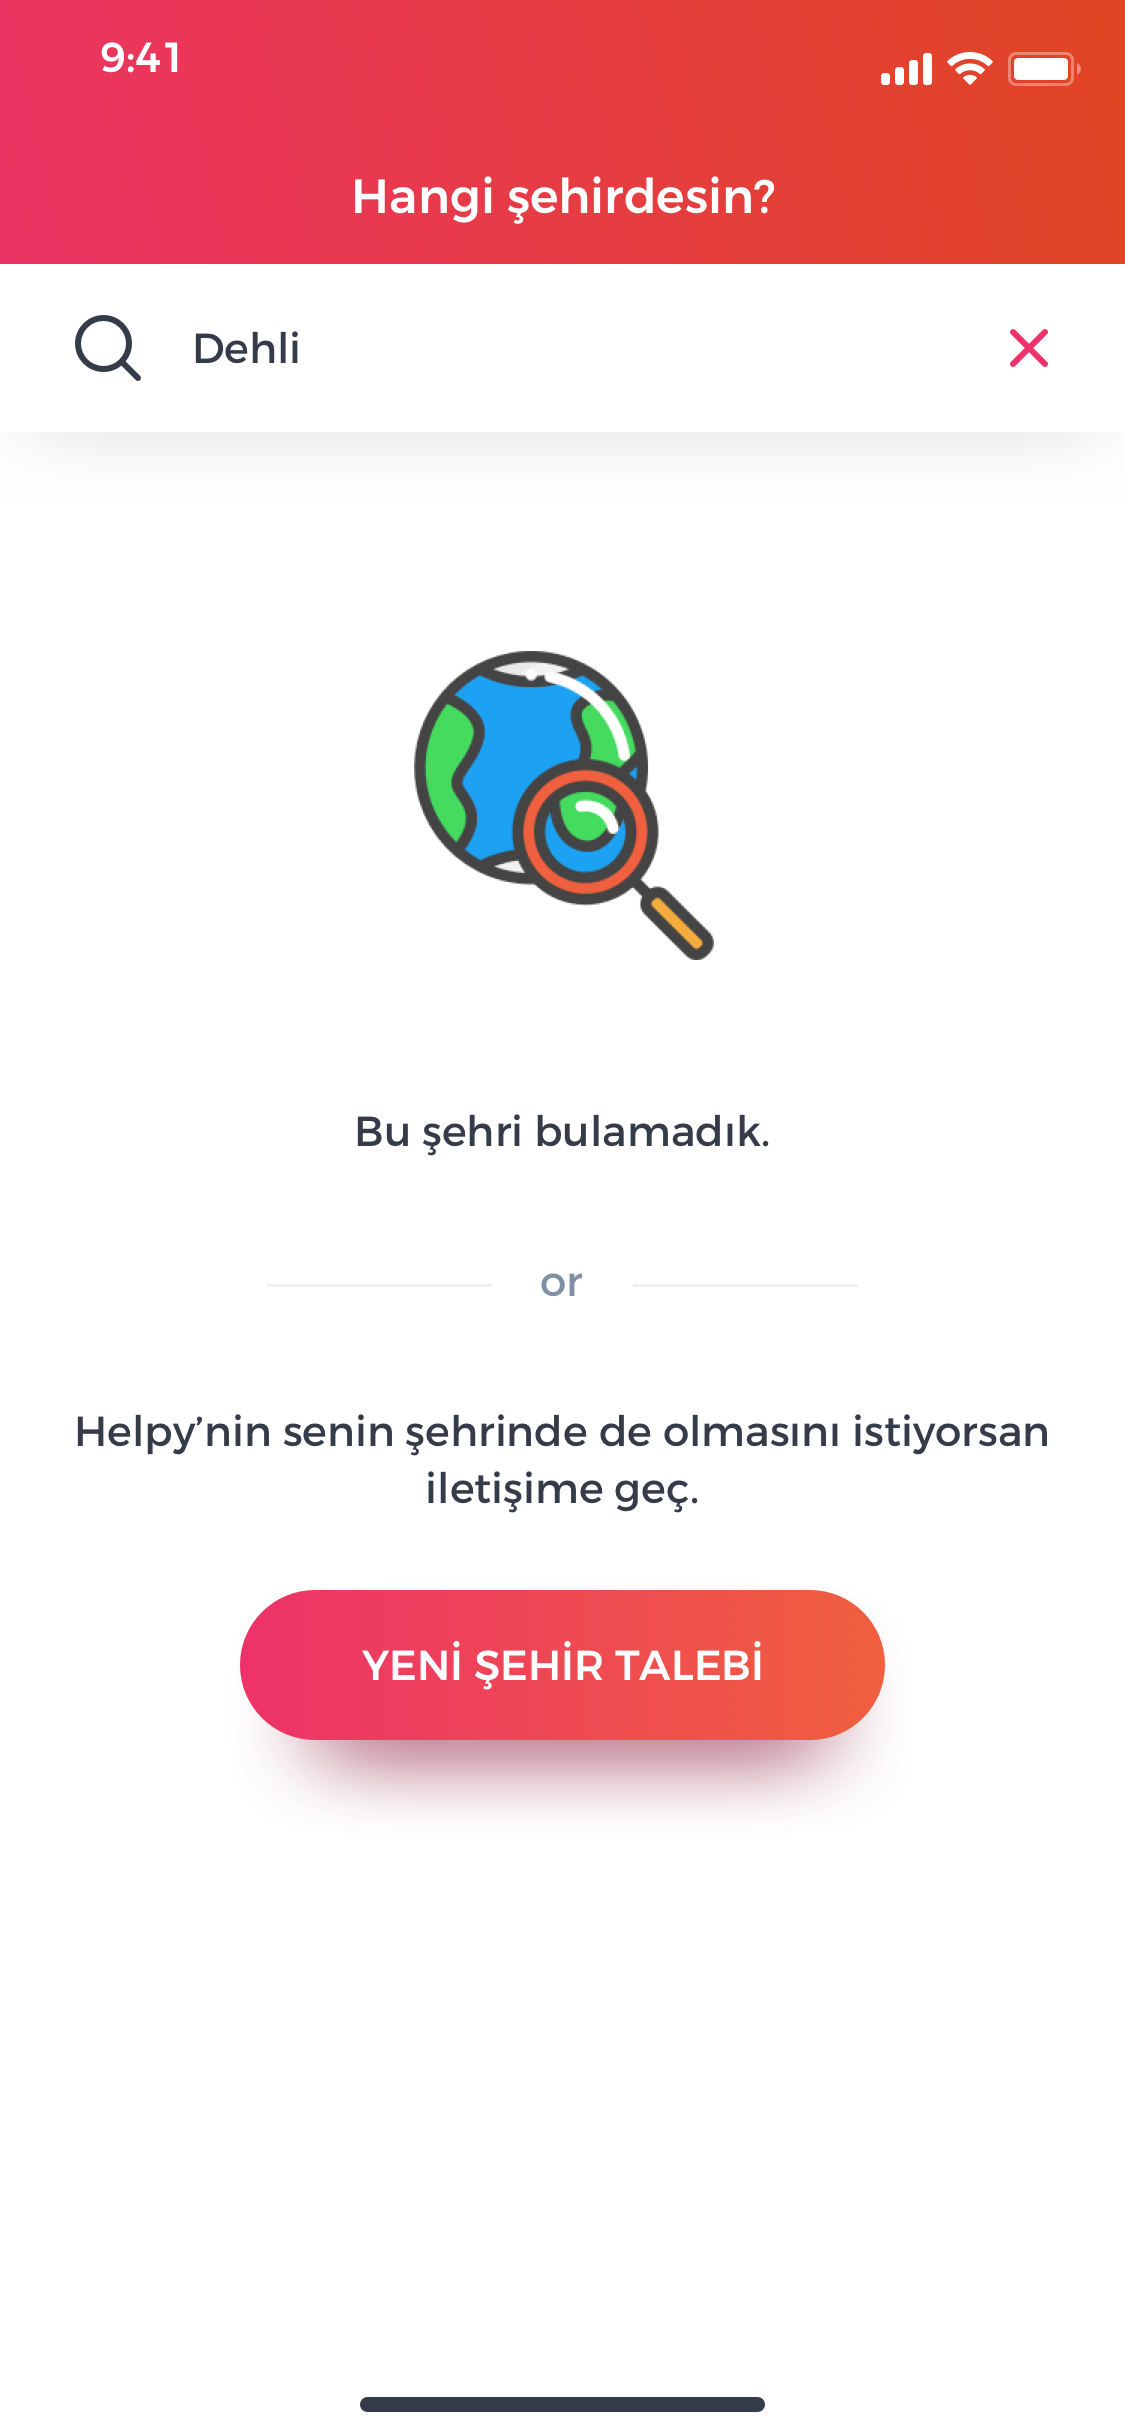 9:41
Hangi şehirdesin?
Dehli
Bu şehri bulamadık.
or
Helpy’nin senin şehrinde de olmasını istiyorsan
iletişime geç.
YENİ ŞEHİR TALEBİ